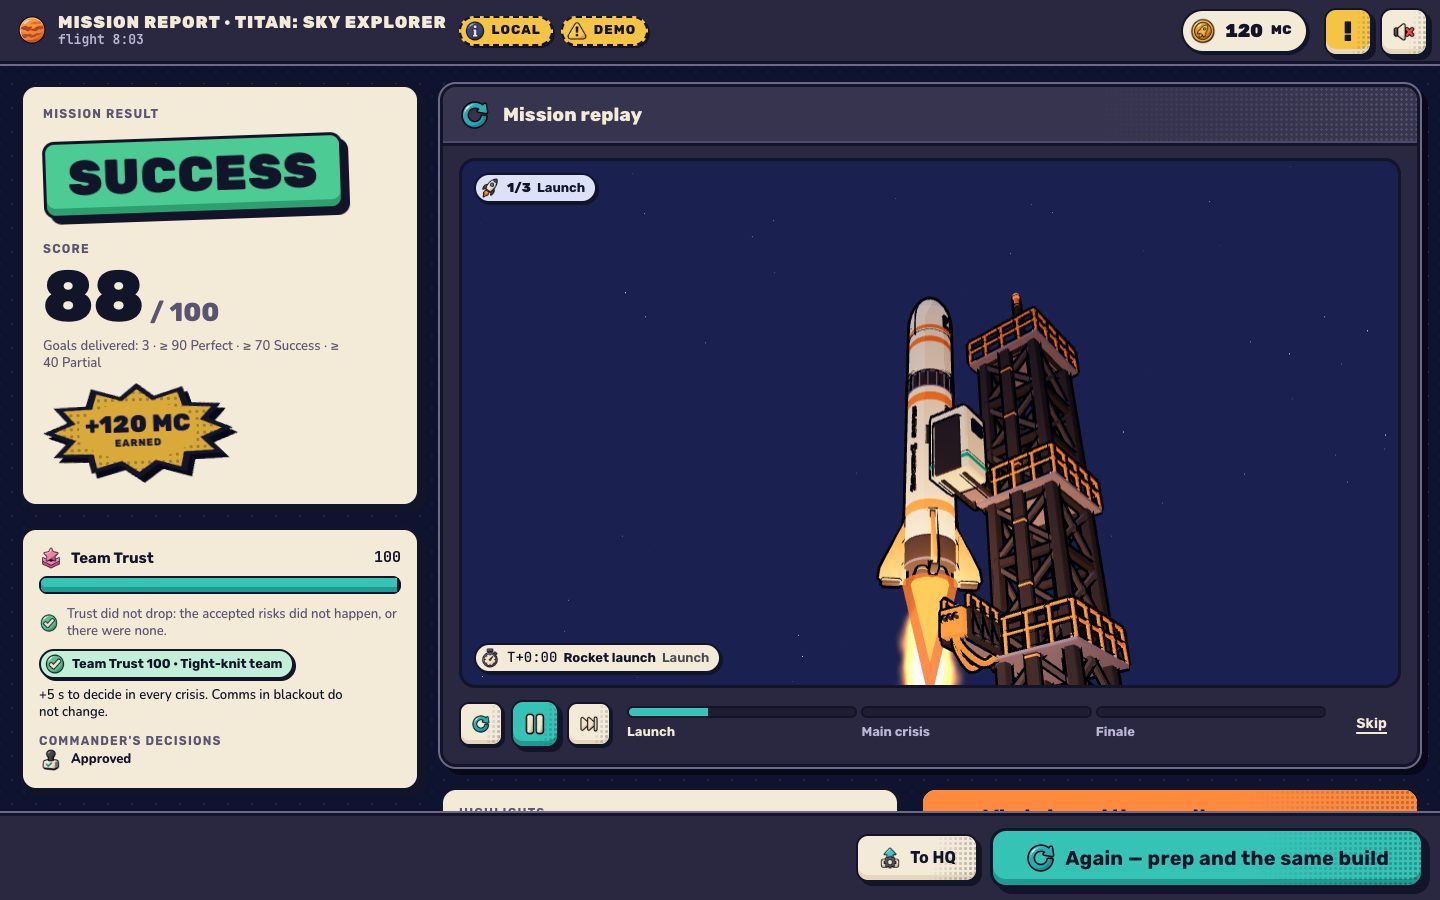 MISSION REPORT · TITAN: SKY EXPLORER
flight 8:03
LOCAL
DEMO
120 MC
!
MISSION RESULT
SUCCESS
SCORE
88 / 100
Goals delivered: 3 · ≥ 90 Perfect · ≥ 70 Success · ≥
40 Partial
+120 MC
EARNED
Team Trust 100
Trust did not drop: the accepted risks did not happen, or
there were none.
Team Trust 100 · Tight-knit team
+5 s to decide in every crisis. Comms in blackout do
not change.
COMMANDER'S DECISIONS
Approved
Mission replay
1/3 Launch
T+0:00 Rocket launch Launch
Launch
Main crisis
Finale
Skip
To HQ
Again – prep and the same build